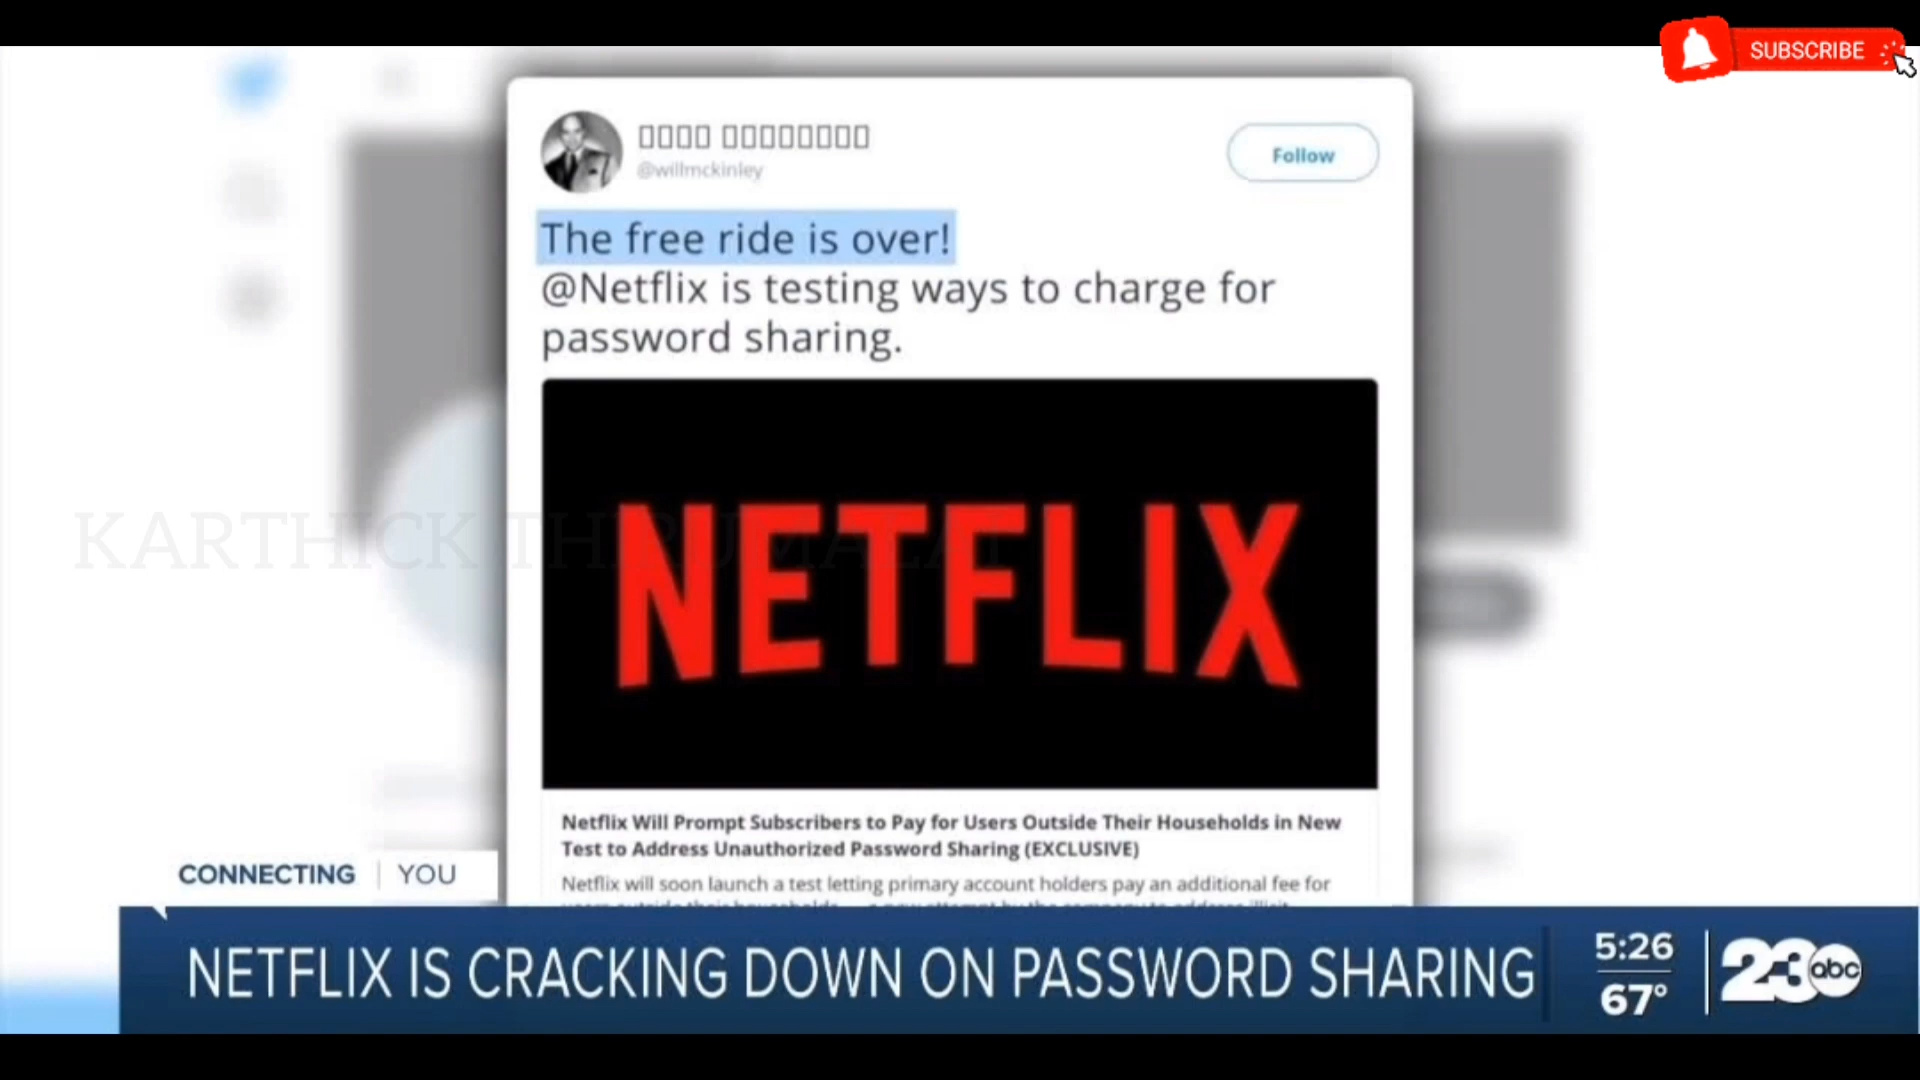 SUBSCRIBE
@willmckinley
Follow
The free ride is over!
@Netflix is testing ways to charge for
password sharing.
KARTHICK THIRUMALAI
NETFLIX
Netflix Will Prompt Subscribers to Pay for Users Outside Their Households in New
Test to Address Unauthorized Password Sharing (EXCLUSIVE)
Netflix will soon launch a test letting primary account holders pay an additional fee for
CONNECTING | YOU
NETFLIX IS CRACKING DOWN ON PASSWORD SHARING
5:26
67°
23 abc